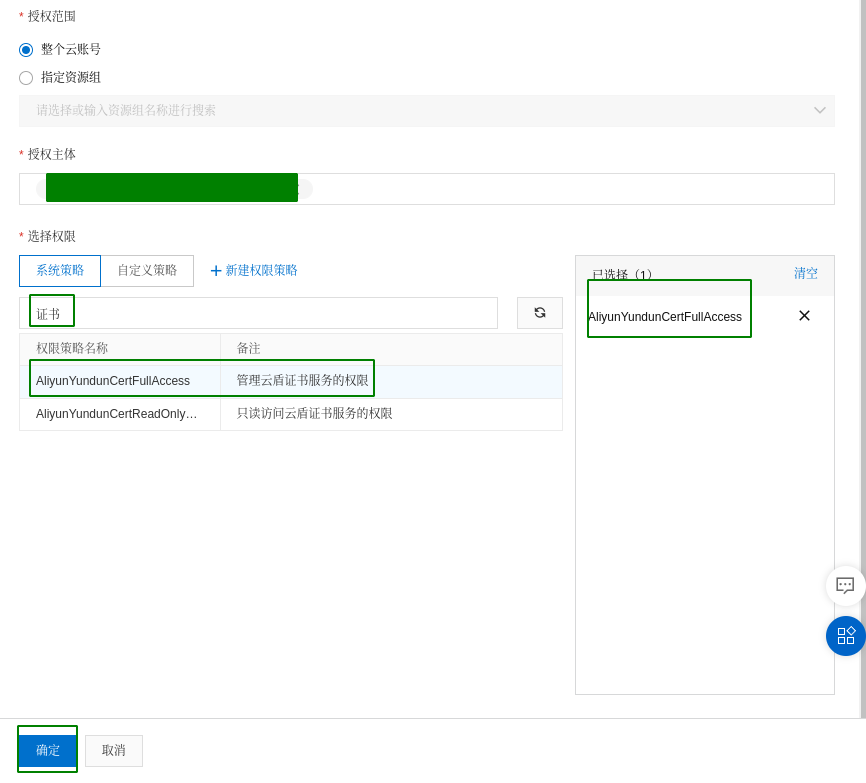 * 授权范围
整个云账号
指定资源组
请选择或输入资源组名称进行搜索
* 授权主体
* 选择权限
系统策略 自定义策略 + 新建权限策略
证书
权限策略名称 备注
AliyunYundunCertFullAccess 管理云盾证书服务的权限
AliyunYundunCertReadOnly… 只读访问云盾证书服务的权限
已选择（1） 清空
AliyunYundunCertFullAccess
确定 取消